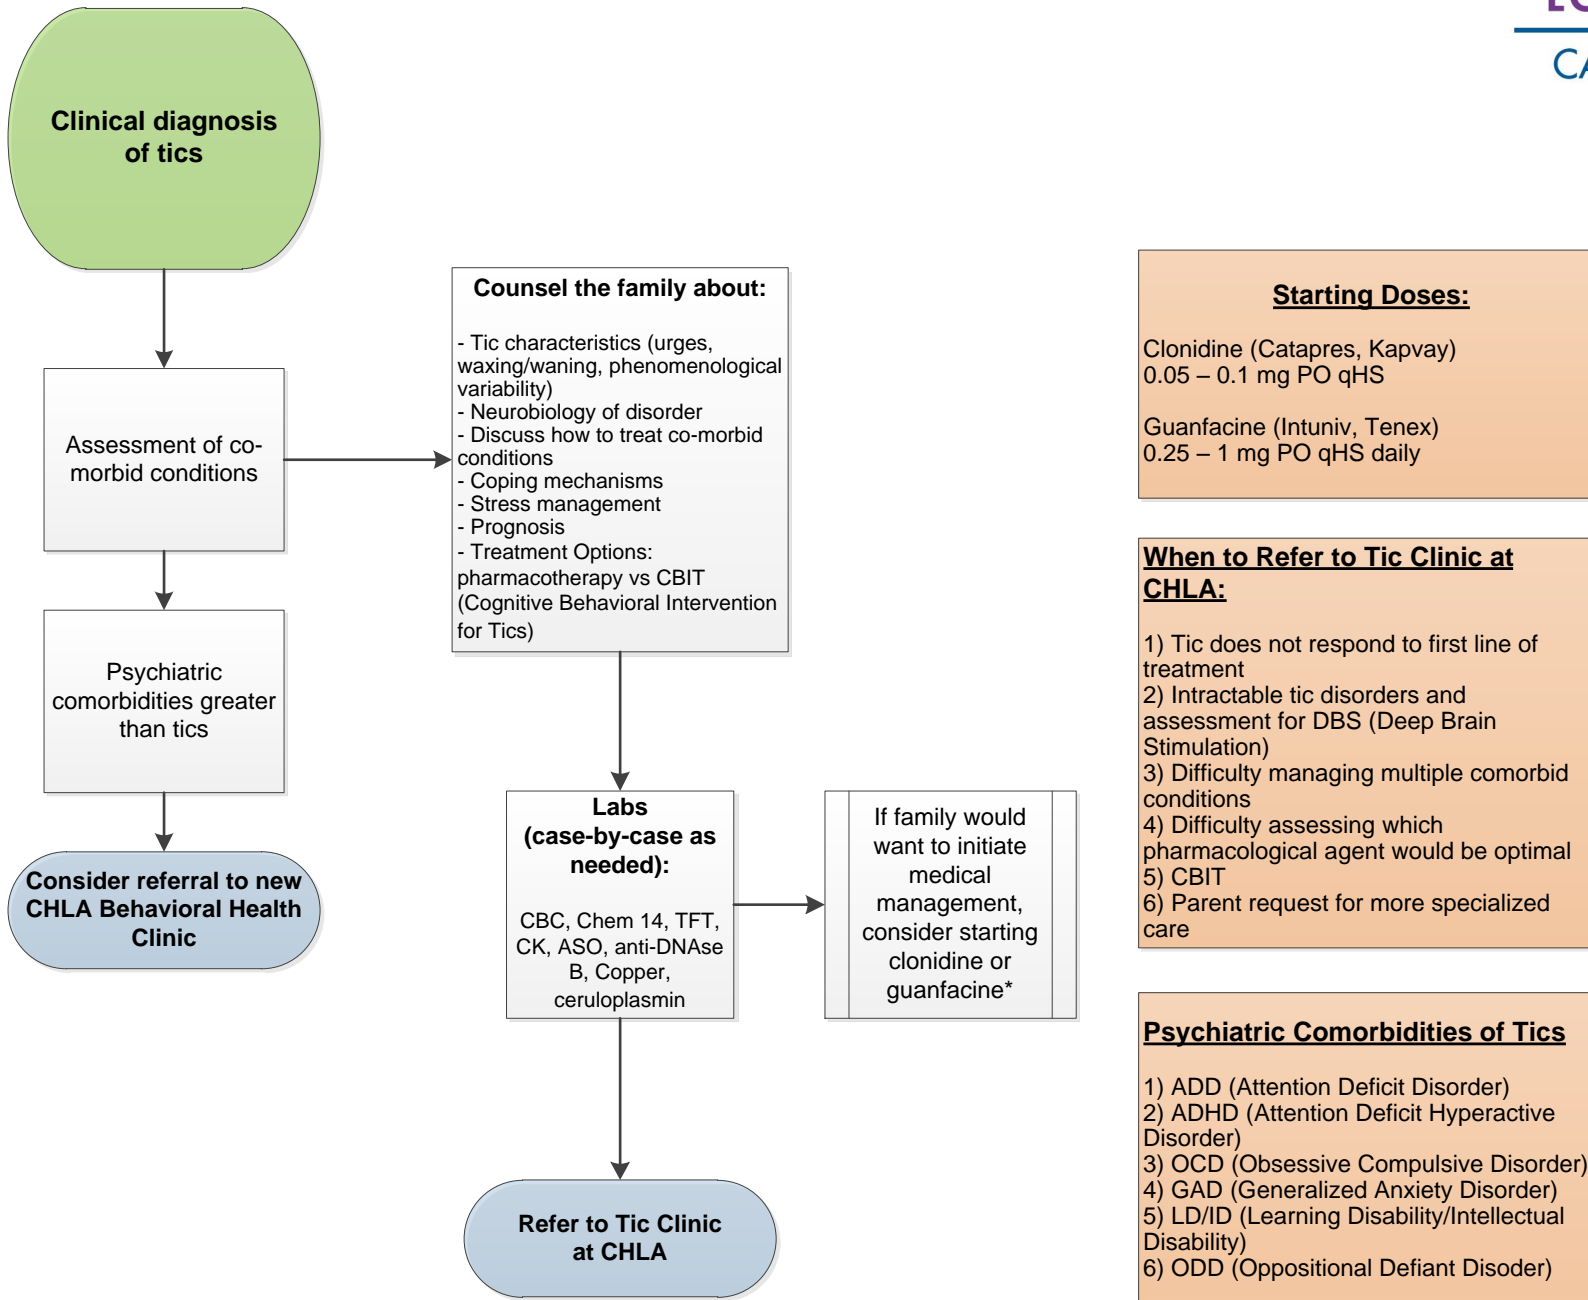 Clinical diagnosis
of tics
Assessment of co-
morbid conditions
Psychiatric
comorbidities greater
than tics
Consider referral to new
CHLA Behavioral Health
Clinic
Counsel the family about:
- Tic characteristics (urges,
waxing/waning, phenomenological
variability)
- Neurobiology of disorder
- Discuss how to treat co-morbid
conditions
- Coping mechanisms
- Stress management
- Prognosis
- Treatment Options:
pharmacotherapy vs CBIT
(Cognitive Behavioral Intervention
for Tics)
Labs
(case-by-case as
needed):
CBC, Chem 14, TFT,
CK, ASO, anti-DNAse
B, Copper,
ceruloplasmin
If family would
want to initiate
medical
management,
consider starting
clonidine or
guanfacine*
Refer to Tic Clinic
at CHLA
CA
Starting Doses:
Clonidine (Catapres, Kapvay)
0.05 – 0.1 mg PO qHS
Guanfacine (Intuniv, Tenex)
0.25 – 1 mg PO qHS daily
When to Refer to Tic Clinic at
CHLA:
1) Tic does not respond to first line of
treatment
2) Intractable tic disorders and
assessment for DBS (Deep Brain
Stimulation)
3) Difficulty managing multiple comorbid
conditions
4) Difficulty assessing which
pharmacological agent would be optimal
5) CBIT
6) Parent request for more specialized
care
Psychiatric Comorbidities of Tics
1) ADD (Attention Deficit Disorder)
2) ADHD (Attention Deficit Hyperactive
Disorder)
3) OCD (Obsessive Compulsive Disorder)
4) GAD (Generalized Anxiety Disorder)
5) LD/ID (Learning Disability/Intellectual
Disability)
6) ODD (Oppositional Defiant Disoder)